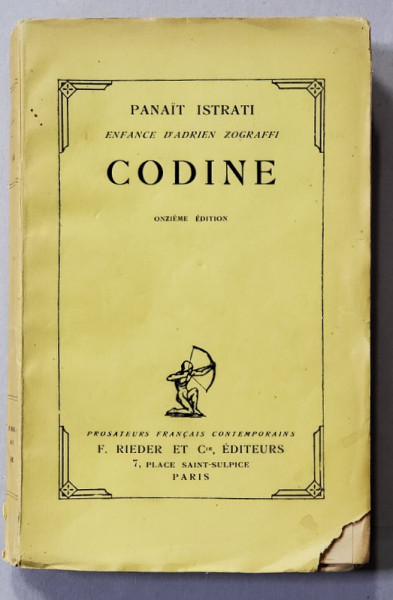 PANAÏT ISTRATI
ENFANCE D'ADRIEN ZOGRAFFI
CODINE
ONZIÈME ÉDITION
PROSATEURS FRANÇAIS CONTEMPORAINS
F. RIEDER ET Cie, ÉDITEURS
7, PLACE SAINT-SULPICE
PARIS